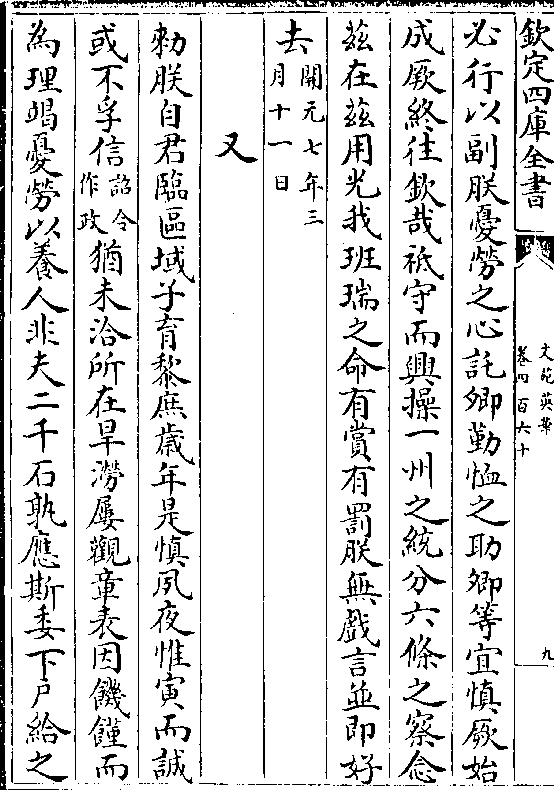 欽定四庫全書
文苑英華
卷四百六十
九
必行以副朕憂勞之心託卿勤恤之助卿等宜慎厥始
成厥終往欽哉祗守而興操一州之統分六條之察念
茲在茲用光我班瑞之命有賞有罰朕無戲言並即好
去開元七年三月十一日
又
勑朕自君臨區域子育黎庶歲年是慎夙夜惟寅而誠
或不孚信詔令作政猶未洽所在旱澇屢觀章表因饑饉而
為理竭憂勞以養人非夫二千石孰應斯委下戶給之